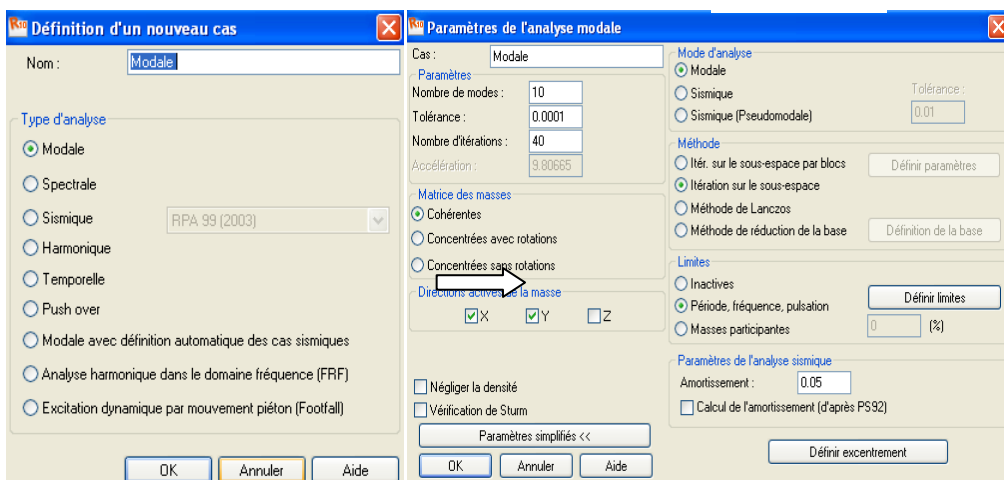 Définition d'un nouveau cas
Nom :
Modale
Type d'analyse
Modale
Spectrale
Sismique
RPA 99 (2003)
Harmonique
Temporelle
Push over
Modale avec définition automatique des cas sismiques
Analyse harmonique dans le domaine fréquence (FRF)
Excitation dynamique par mouvement piéton (Footfall)
OK Annuler Aide
Paramètres de l'analyse modale
Cas : Modale
Paramètres
Nombre de modes : 10
Tolérance : 0.0001
Nombre d'itérations : 40
Accélération : 9.80665
Matrice des masses
Cohérentes
Concentrées avec rotations
Concentrées sans rotations
Directions actives de la masse
X Y Z
Négliger la densité
Vérification de Sturm
Paramètres simplifiés <<
OK Annuler Aide
Mode d'analyse
Modale
Sismique
Tolérance :
Sismique (Pseudomodale)
0.01
Méthode
Itér. sur le sous-espace par blocs
Définir paramètres
Itération sur le sous-espace
Méthode de Lanczos
Méthode de réduction de la base
Définition de la base
Limites
Inactives
Période, fréquence, pulsation
Définir limites
Masses participantes
0 (%)
Paramètres de l'analyse sismique
Amortissement : 0.05
Calcul de l'amortissement (d'après PS92)
Définir excentrement